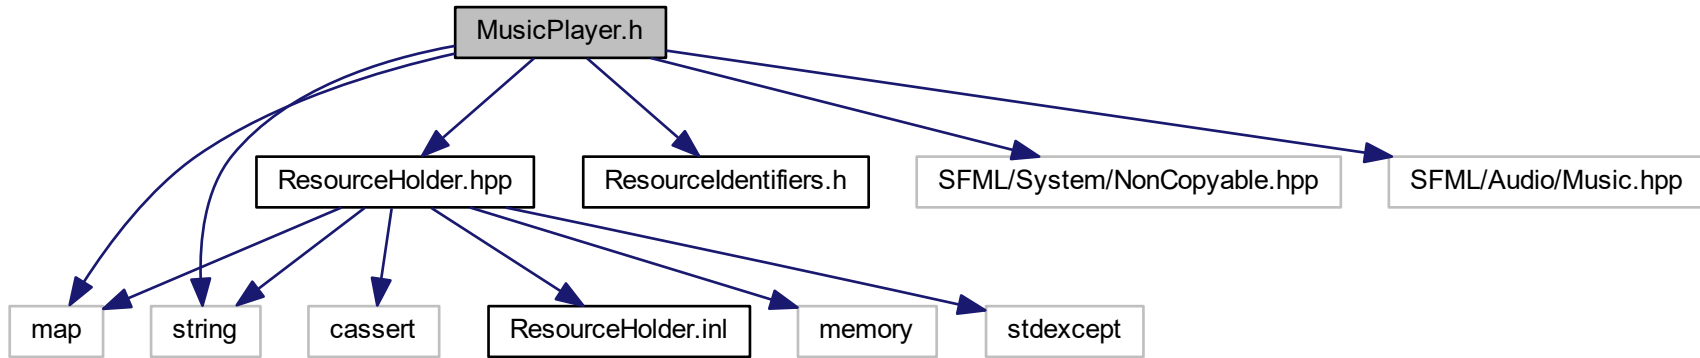 MusicPlayer.h
ResourceHolder.hpp
ResourceIdentifiers.h
SFML/System/NonCopyable.hpp
SFML/Audio/Music.hpp
map
string
cassert
ResourceHolder.inl
memory
stdexcept